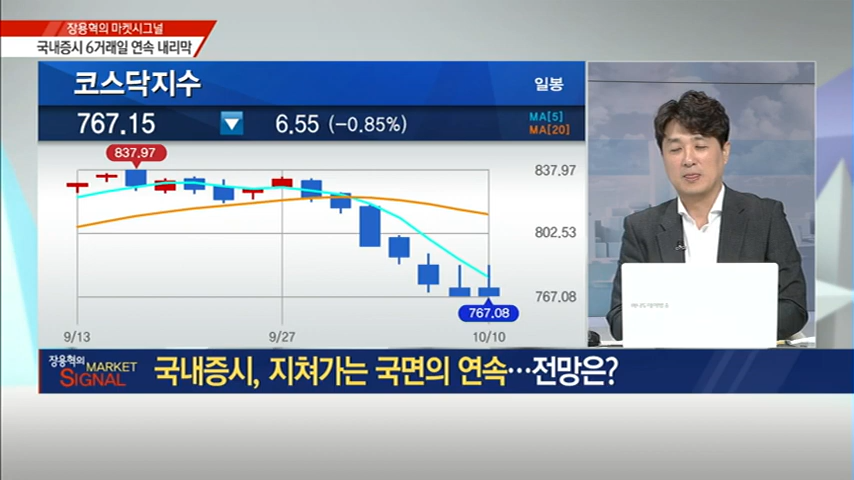 장용혁의 마켓시그널
국내증시 6거래일 연속 내리막
코스닥지수
일봉
767.15 ▼ 6.55 (-0.85%)
MA[5]
MA[20]
837.97
837.97
802.53
767.08
767.08
9/13 9/27 10/10
장용혁의 MARKET
SIGNAL
국내증시, 지쳐가는 국면의 연속…전망은?